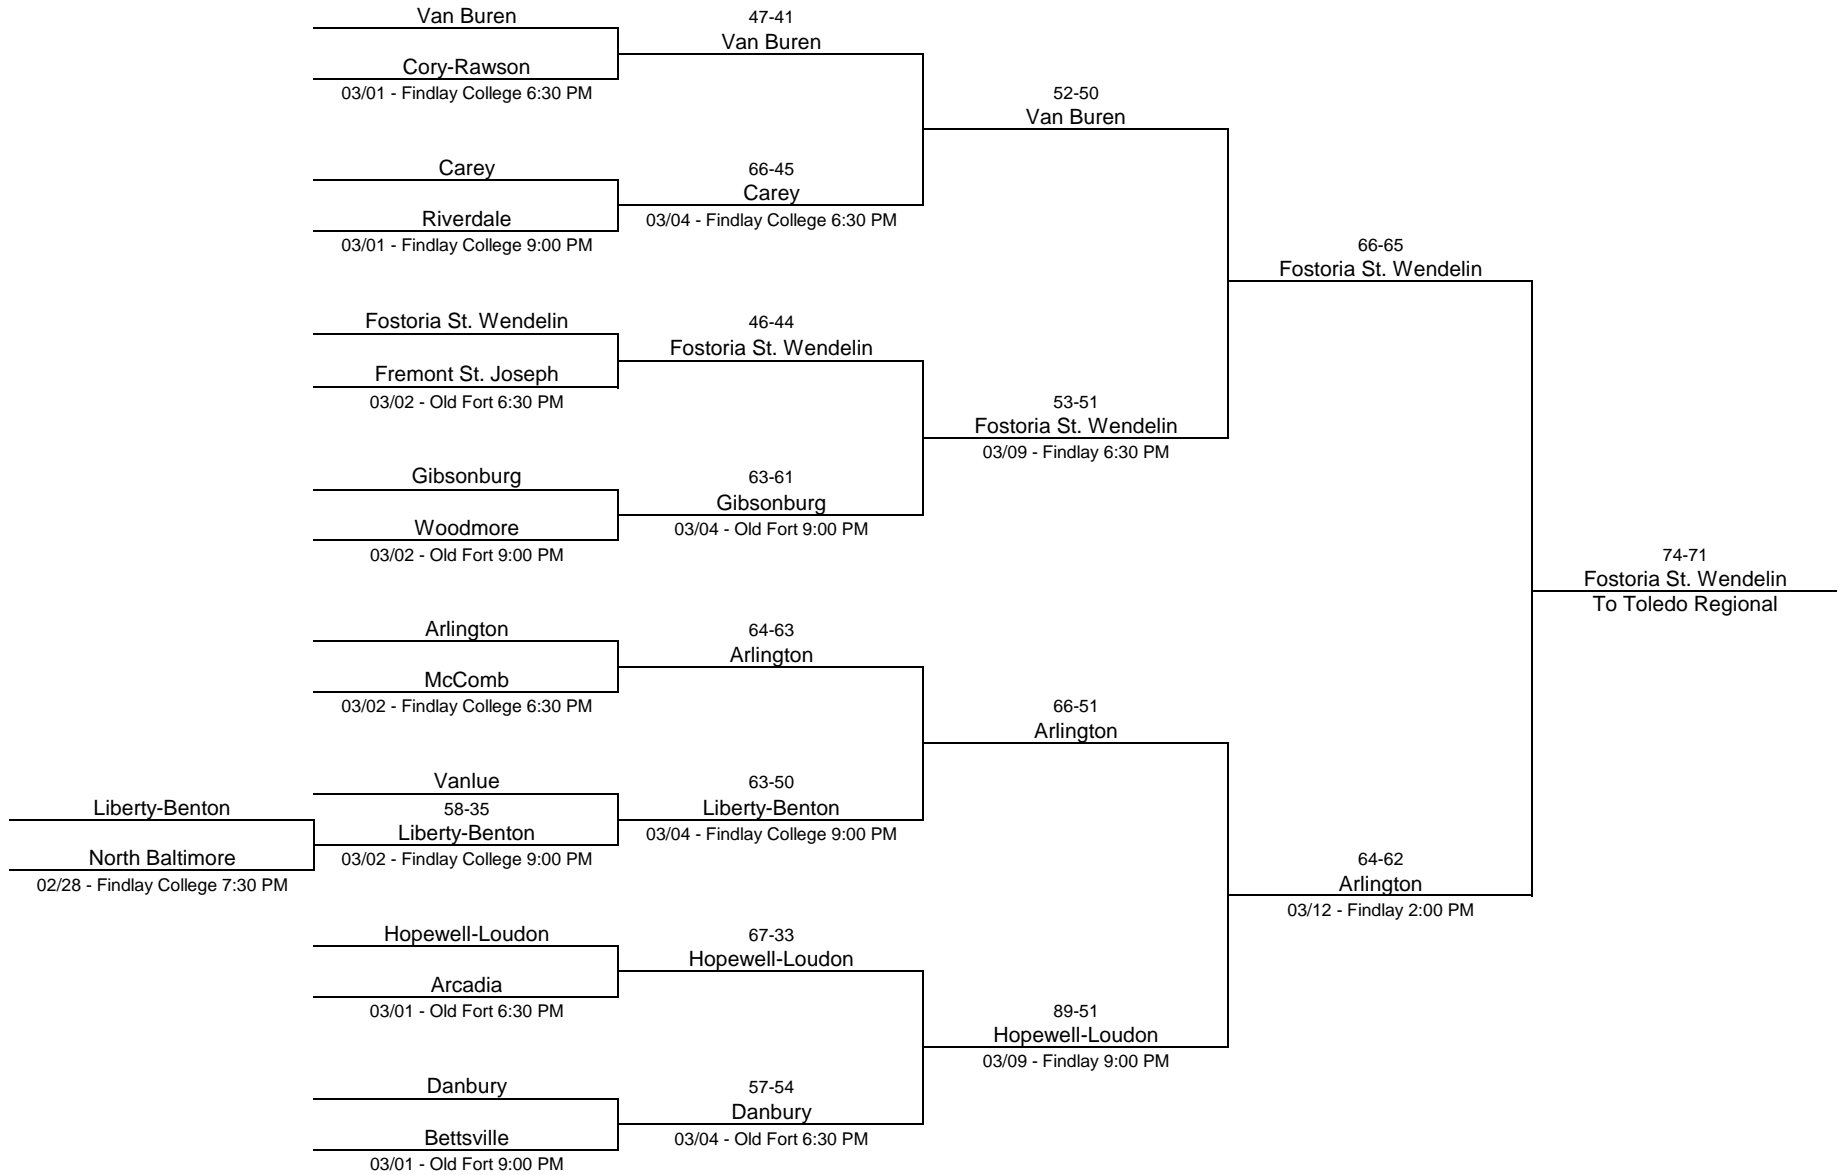 Van Buren
Cory-Rawson
03/01 - Findlay College 6:30 PM
47-41
Van Buren
Carey
Riverdale
03/01 - Findlay College 9:00 PM
66-45
Carey
03/04 - Findlay College 6:30 PM
52-50
Van Buren
Fostoria St. Wendelin
Fremont St. Joseph
03/02 - Old Fort 6:30 PM
46-44
Fostoria St. Wendelin
Gibsonburg
Woodmore
03/02 - Old Fort 9:00 PM
63-61
Gibsonburg
03/04 - Old Fort 9:00 PM
53-51
Fostoria St. Wendelin
03/09 - Findlay 6:30 PM
66-65
Fostoria St. Wendelin
Arlington
McComb
03/02 - Findlay College 6:30 PM
64-63
Arlington
Liberty-Benton
North Baltimore
02/28 - Findlay College 7:30 PM
Vanlue
58-35
Liberty-Benton
03/02 - Findlay College 9:00 PM
63-50
Liberty-Benton
03/04 - Findlay College 9:00 PM
66-51
Arlington
Hopewell-Loudon
Arcadia
03/01 - Old Fort 6:30 PM
67-33
Hopewell-Loudon
Danbury
Bettsville
03/01 - Old Fort 9:00 PM
57-54
Danbury
03/04 - Old Fort 6:30 PM
89-51
Hopewell-Loudon
03/09 - Findlay 9:00 PM
64-62
Arlington
03/12 - Findlay 2:00 PM
74-71
Fostoria St. Wendelin
To Toledo Regional